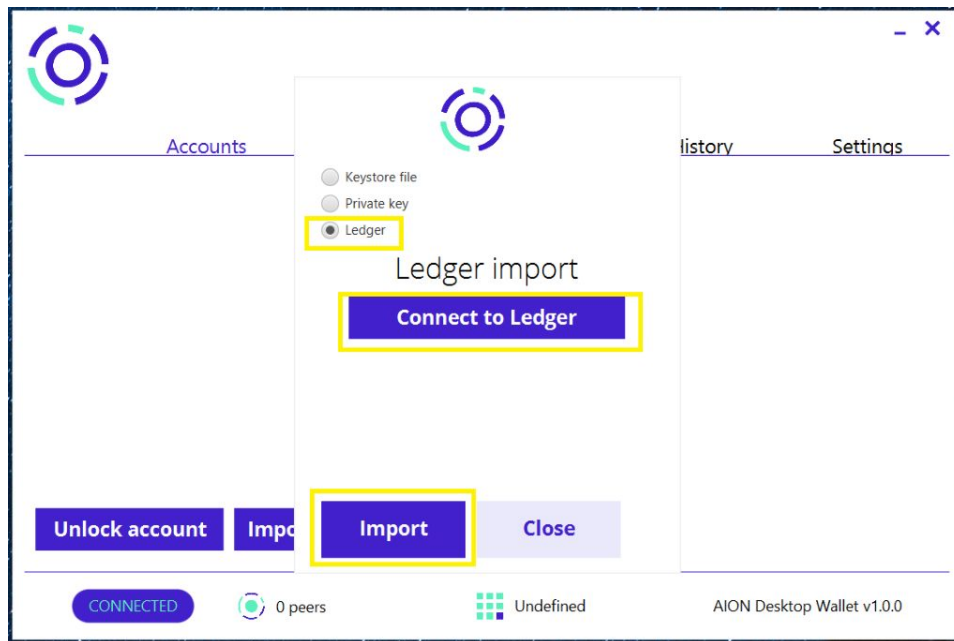 Accounts
History
Settings
Keystore file
Private key
Ledger
Ledger import
Connect to Ledger
Unlock account
Impo
Import
Close
CONNECTED
0 peers
Undefined
AION Desktop Wallet v1.0.0